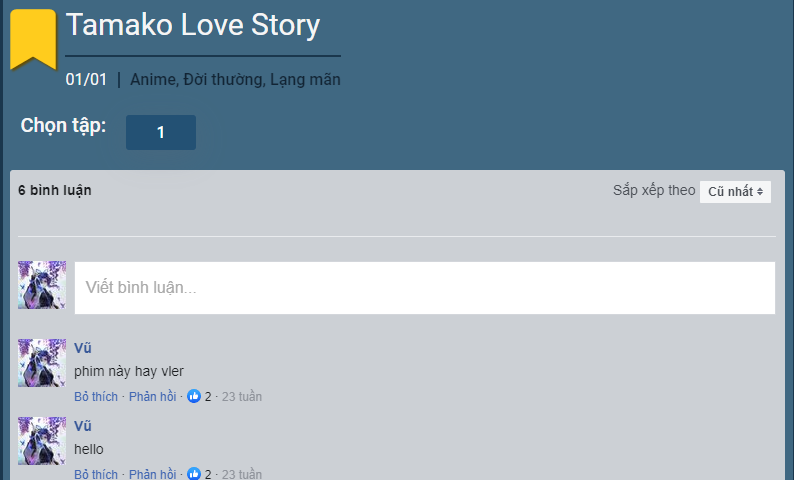 Tamako Love Story
01/01 | Anime, Đời thường, Lạng mãn
Chọn tập: 1
6 bình luận Sắp xếp theo Cũ nhất
Viết bình luận...
Vũ
phim này hay vler
Bỏ thích · Phản hồi · 2 · 23 tuần
Vũ
hello
Bỏ thích · Phản hồi · 2 · 23 tuần